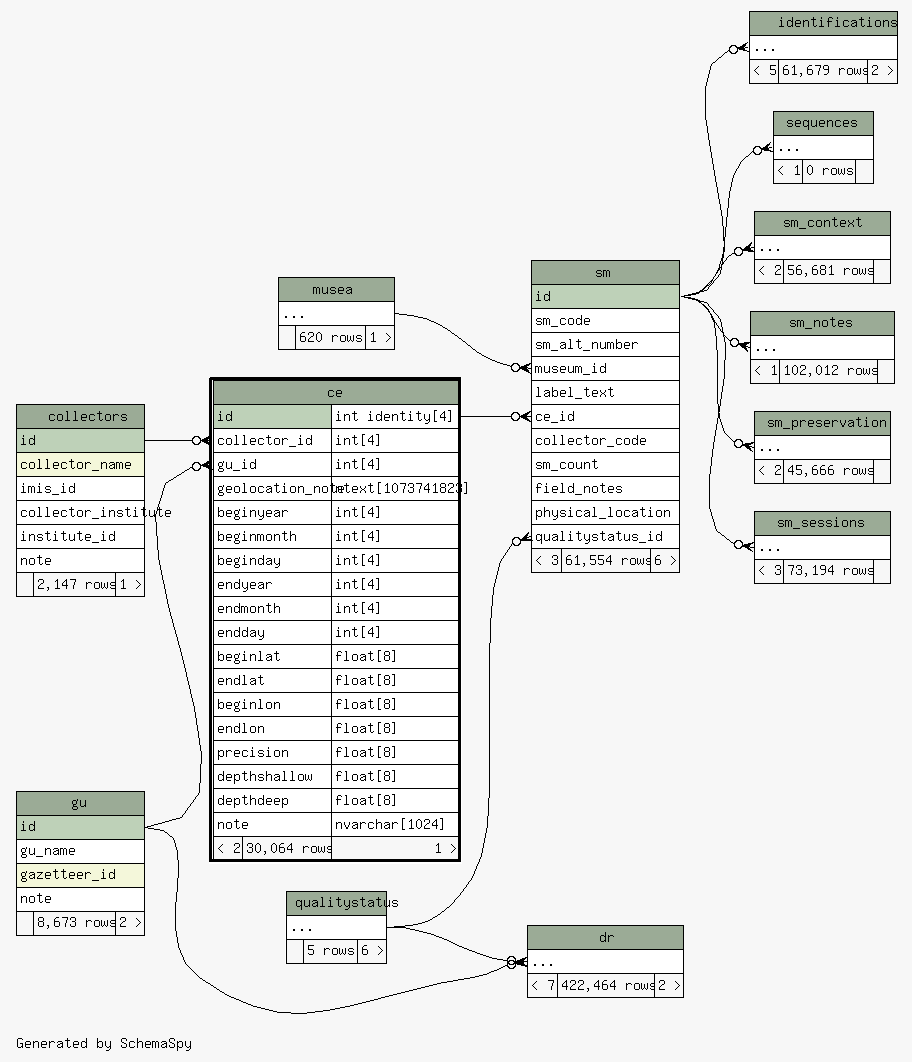 identifications
...
< 5 61,679 rows 2 >
sequences
...
< 1 0 rows
sm_context
...
< 2 56,681 rows
sm_notes
...
< 1 102,012 rows
sm_preservation
...
< 2 45,666 rows
sm_sessions
...
< 3 73,194 rows
sm
id
sm_code
sm_alt_number
museum_id
label_text
ce_id
collector_code
sm_count
field_notes
physical_location
qualitystatus_id
< 3 61,554 rows 6 >
musea
...
620 rows 1 >
ce
id int identity[4]
collector_id int[4]
gu_id int[4]
geolocation_note ntext[1073741823]
beginyear int[4]
beginmonth int[4]
beginday int[4]
endyear int[4]
endmonth int[4]
endday int[4]
beginlat float[8]
endlat float[8]
beginlon float[8]
endlon float[8]
precision float[8]
depthshallow float[8]
depthdeep float[8]
note nvarchar[1024]
< 2 30,064 rows 1 >
collectors
id
collector_name
imis_id
collector_institute
institute_id
note
2,147 rows 1 >
gu
id
gu_name
gazetteer_id
note
8,673 rows 2 >
qualitystatus
...
5 rows 6 >
dr
...
< 7 422,464 rows 2 >
Generated by SchemaSpy